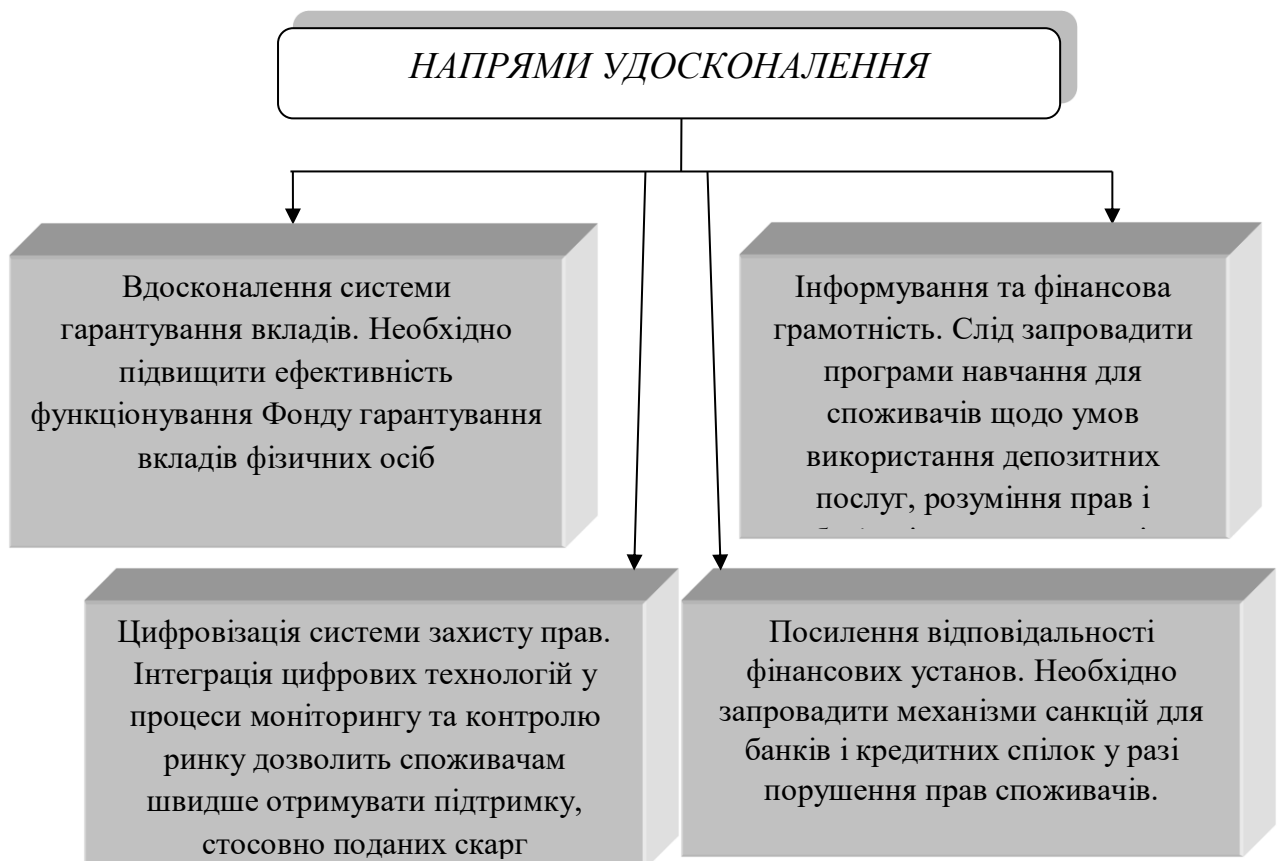 НАПРЯМИ УДОСКОНАЛЕННЯ
Вдосконалення системи
гарантування вкладів. Необхідно
підвищити ефективність
функціонування Фонду гарантування
вкладів фізичних осіб
Інформування та фінансова
грамотність. Слід запровадити
програми навчання для
споживачів щодо умов
використання депозитних
послуг, розуміння прав і
Цифровізація системи захисту прав.
Інтеграція цифрових технологій у
процеси моніторингу та контролю
ринку дозволить споживачам
швидше отримувати підтримку,
стосовно поданих скарг
Посилення відповідальності
фінансових установ. Необхідно
запровадити механізми санкцій для
банків і кредитних спілок у разі
порушення прав споживачів.